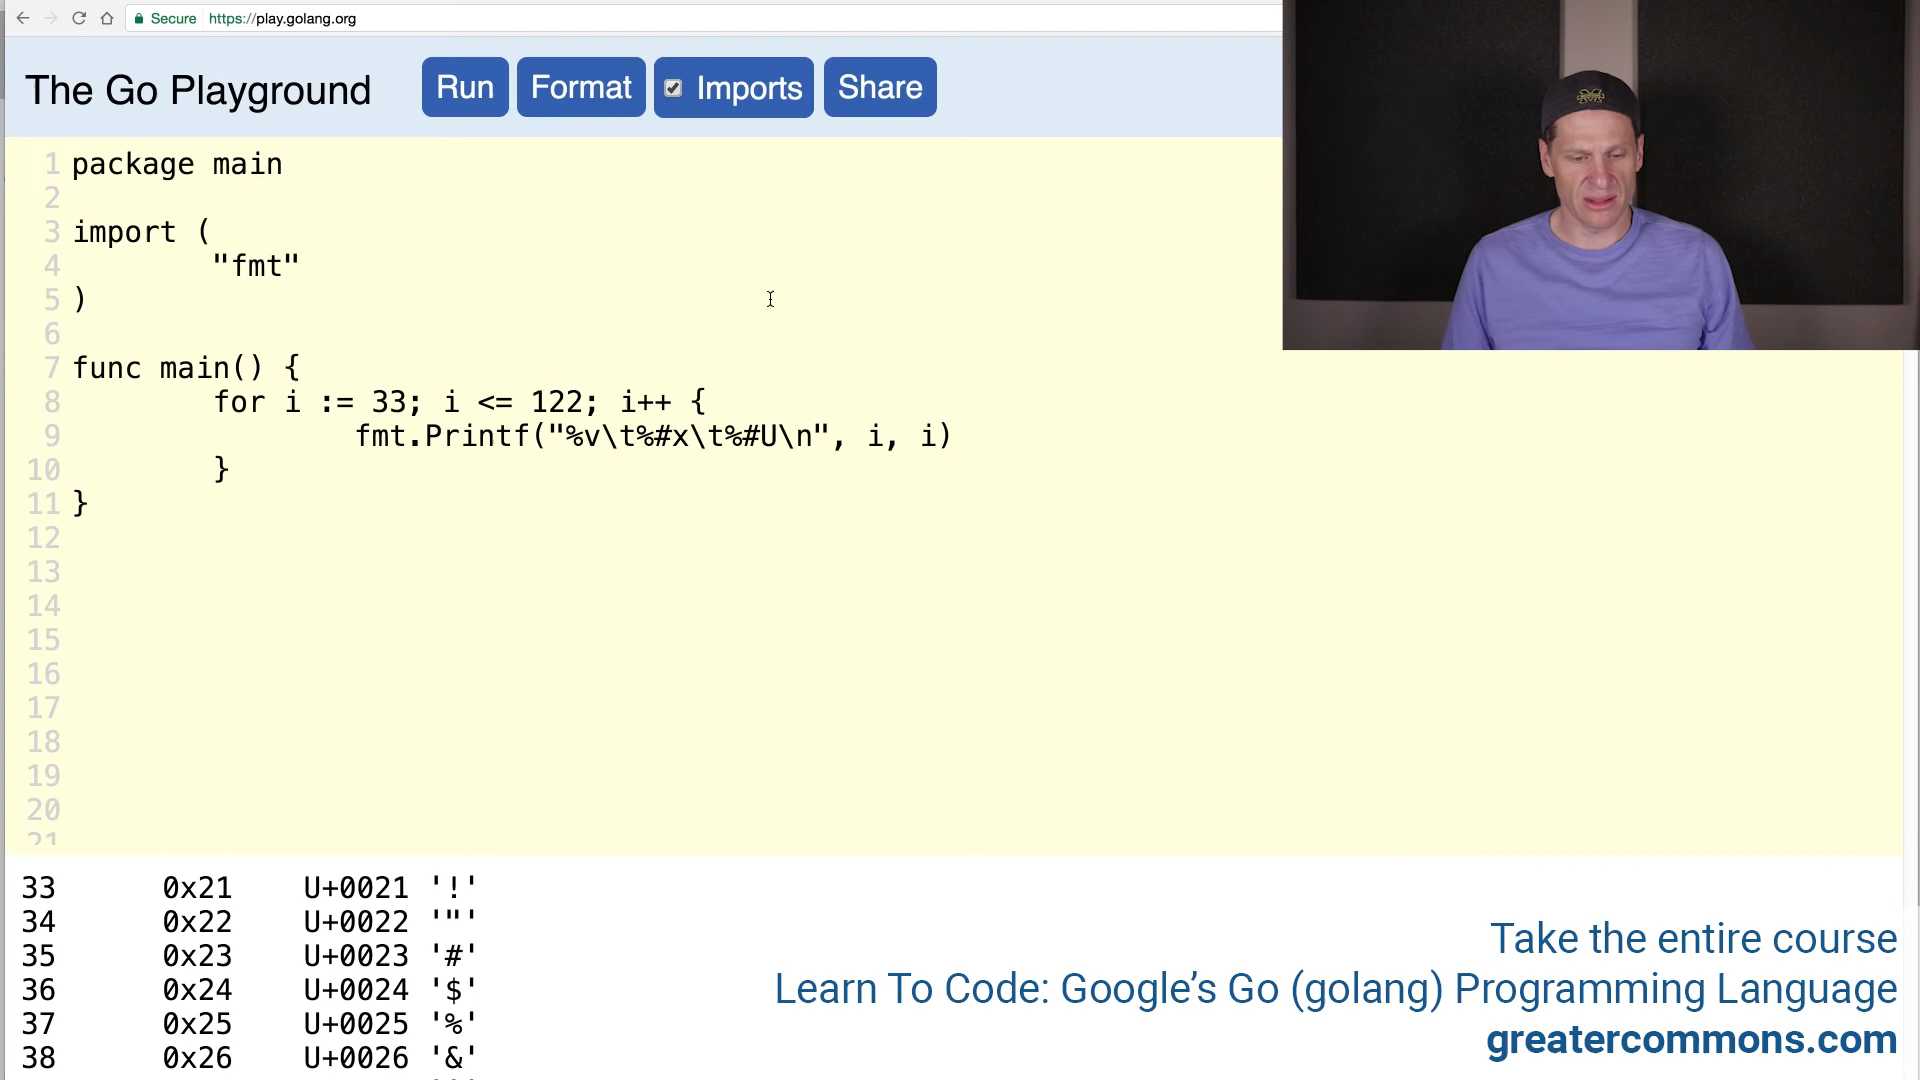 Secure https://play.golang.org
The Go Playground Run Format Imports Share
1 package main
2
3 import (
4 "fmt"
5 )
6
7 func main() {
8 for i := 33; i <= 122; i++ {
9 fmt.Printf("%v\t%#x\t%#U\n", i, i)
10 }
11 }
12
13
14
15
16
17
18
19
20
21
33 0x21 U+0021 '!'
34 0x22 U+0022 '"'
35 0x23 U+0023 '#'
36 0x24 U+0024 '$'
37 0x25 U+0025 '%'
38 0x26 U+0026 '&'
Take the entire course
Learn To Code: Google’s Go (golang) Programming Language
greatercommons.com